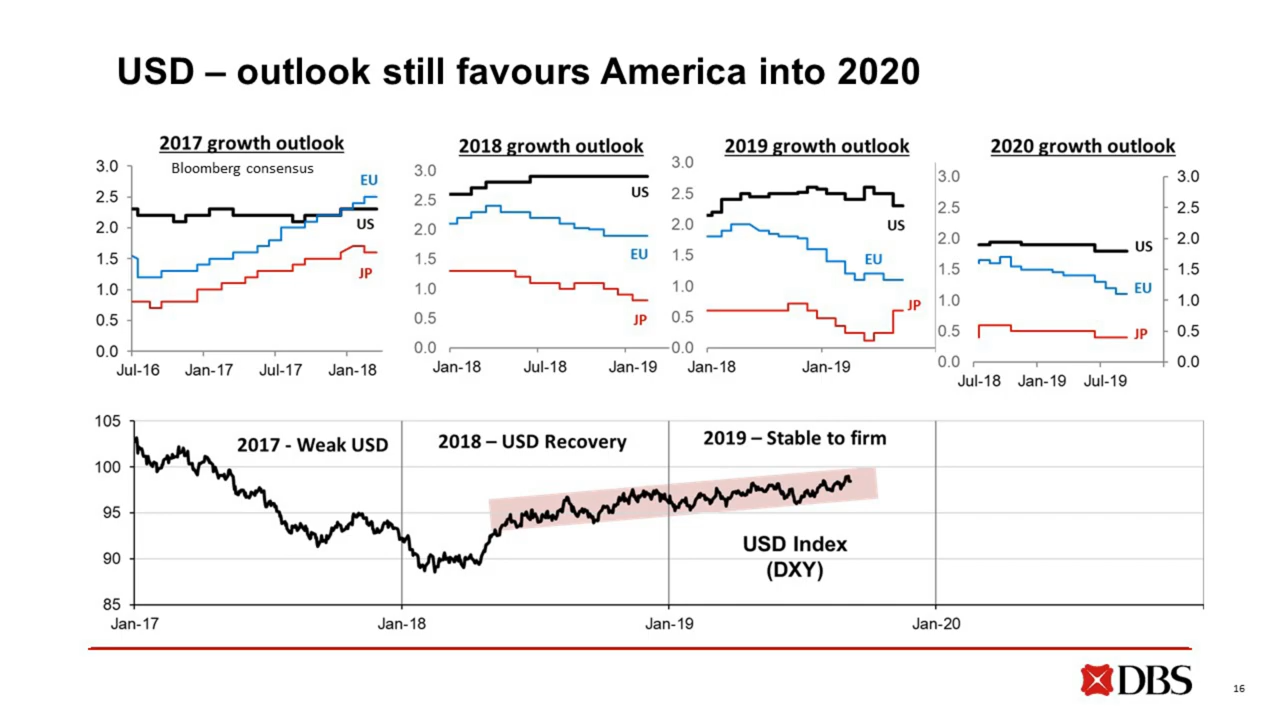 USD – outlook still favours America into 2020
2017 growth outlook
Bloomberg consensus
3.0
2.5
2.0
1.5
1.0
0.5
0.0
EU
US
JP
Jul-16 Jan-17 Jul-17 Jan-18
2018 growth outlook
3.0
2.5
2.0
1.5
1.0
0.5
0.0
US
EU
JP
Jan-18 Jul-18 Jan-19
2019 growth outlook
3.0
2.5
2.0
1.5
1.0
0.5
0.0
US
EU
JP
Jan-18 Jan-19
2020 growth outlook
3.0 3.0
2.5 2.5
2.0 2.0
1.5 1.5
1.0 1.0
0.5 0.5
0.0 0.0
US
EU
JP
Jul-18 Jan-19 Jul-19
105
100
95
90
85
2017 - Weak USD
2018 – USD Recovery
2019 – Stable to firm
USD Index
(DXY)
Jan-17 Jan-18 Jan-19 Jan-20
DBS
16